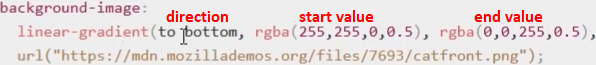 background-image:
direction start value end value
linear-gradient(to bottom, rgba(255,255,0,0.5), rgba(0,0,255,0.5),
url("https://mdn.mozillademos.org/files/7693/catfront.png");